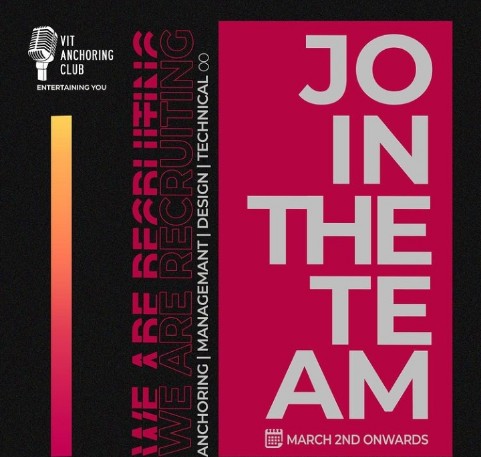 VIT
ANCHORING
CLUB
ENTERTAINING YOU
WE ARE RECRUITING
WE ARE RECRUITING
ANCHORING | MANAGEMANT | DESIGN | TECHNICAL
JO
IN
THE
TE
AM
MARCH 2ND ONWARDS